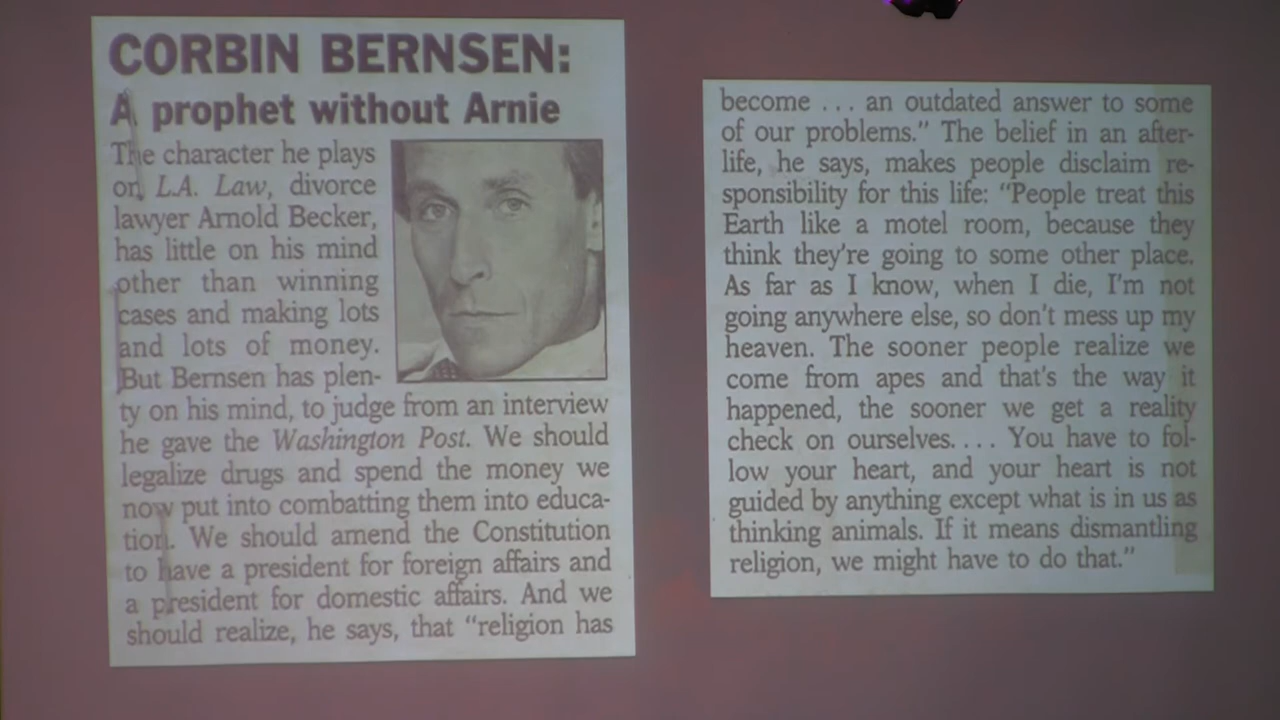 CORBIN BERNSEN:
A prophet without Arnie
The character he plays
on L.A. Law, divorce
lawyer Arnold Becker,
has little on his mind
other than winning
cases and making lots
and lots of money.
But Bernsen has plen-
ty on his mind, to judge from an interview
he gave the Washington Post. We should
legalize drugs and spend the money we
now put into combatting them into educa-
tion. We should amend the Constitution
to have a president for foreign affairs and
a president for domestic affairs. And we
should realize, he says, that “religion has
become . . . an outdated answer to some
of our problems.” The belief in an after-
life, he says, makes people disclaim re-
sponsibility for this life: “People treat this
Earth like a motel room, because they
think they're going to some other place.
As far as I know, when I die, I'm not
going anywhere else, so don't mess up my
heaven. The sooner people realize we
come from apes and that's the way it
happened, the sooner we get a reality
check on ourselves. . . . You have to fol-
low your heart, and your heart is not
guided by anything except what is in us as
thinking animals. If it means dismantling
religion, we might have to do that.”